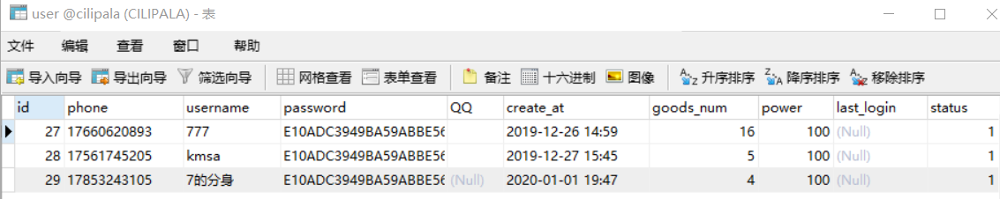 user @cilipala (CILIPALA) - 表
文件 编辑 查看 窗口 帮助
导入向导 导出向导 筛选向导 网格查看 表单查看 备注 十六进制 图像 升序排序 降序排序 移除排序
id phone username password QQ create_at goods_num power last_login status
27 17660620893 777 E10ADC3949BA59ABBE56 2019-12-26 14:59 16 100 (Null) 1
28 17561745205 kmsa E10ADC3949BA59ABBE56 2019-12-27 15:45 5 100 (Null) 1
29 17853243105 7的分身 E10ADC3949BA59ABBE56 (Null) 2020-01-01 19:47 4 100 (Null) 1